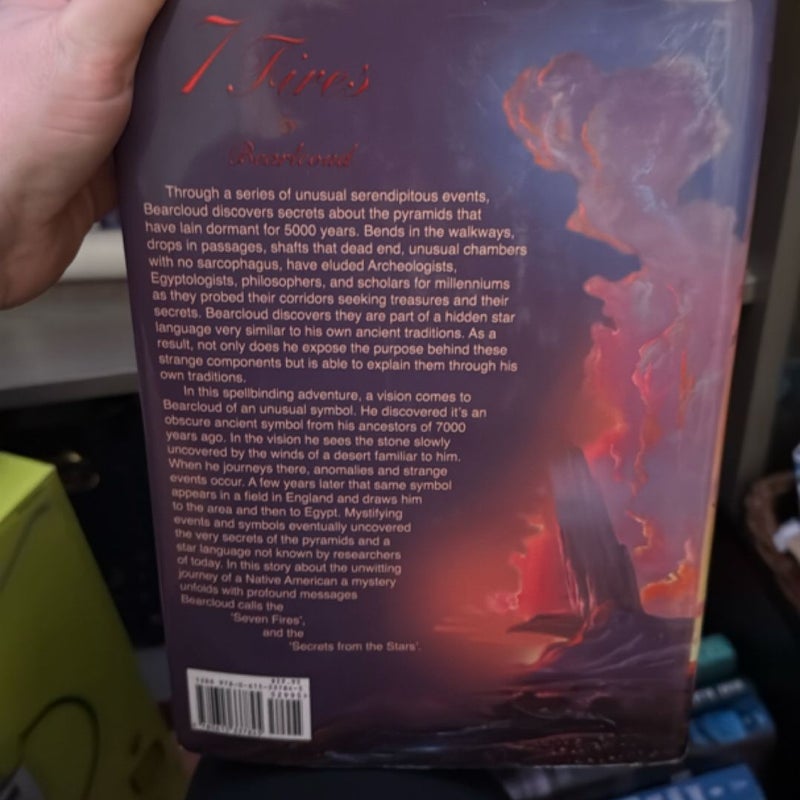 7 Fires
Bearcloud
Through a series of unusual serendipitous events,
Bearcloud discovers secrets about the pyramids that
have lain dormant for 5000 years. Bends in the walkways,
drops in passages, shafts that dead end, unusual chambers
with no sarcophagus, have eluded Archeologists,
Egyptologists, philosophers, and scholars for millenniums
as they probed their corridors seeking treasures and their
secrets. Bearcloud discovers they are part of a hidden star
language very similar to his own ancient traditions. As a
result, not only does he expose the purpose behind these
strange components but is able to explain them through his
own traditions.
In this spellbinding adventure, a vision comes to
Bearcloud of an unusual symbol. He discovered it's an
obscure ancient symbol from his ancestors of 7000
years ago. In the vision he sees the stone slowly
uncovered by the winds of a desert familiar to him.
When he journeys there, anomalies and strange
events occur. A few years later that same symbol
appears in a field in England and draws him
to the area and then to Egypt. Mystifying
events and symbols eventually uncovered
the very secrets of the pyramids and a
star language not known by researchers
of today. In this story about the unwitting
journey of a Native American a mystery
unfolds with profound messages
Bearcloud calls the
'Seven Fires',
and the
'Secrets from the Stars'.